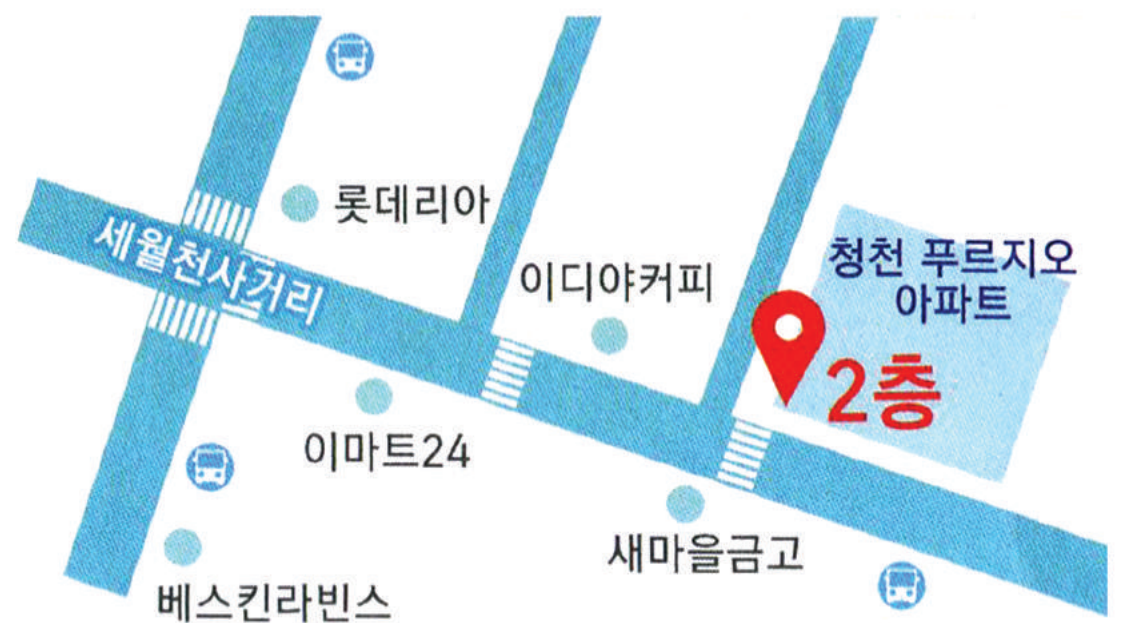 롯데리아
세월천사거리
이디야커피
청천 푸르지오
아파트
2층
이마트24
새마을금고
베스킨라빈스